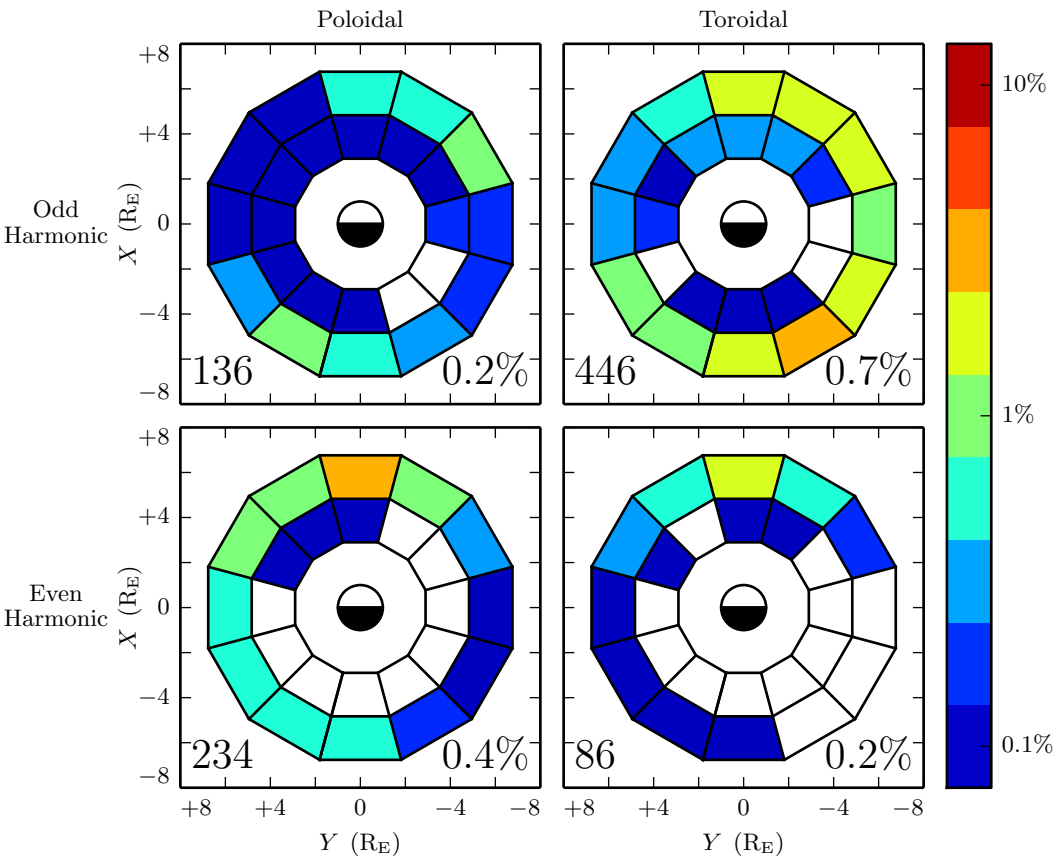 Poloidal Toroidal
+8
+4
0
−4
−8
X (R_E)
Odd
Harmonic
136 0.2%
446 0.7%
10%
1%
0.1%
+8
+4
0
−4
−8
X (R_E)
Even
Harmonic
234 0.4%
86 0.2%
+8 +4 0 −4 −8
+8 +4 0 −4 −8
Y (R_E)
Y (R_E)